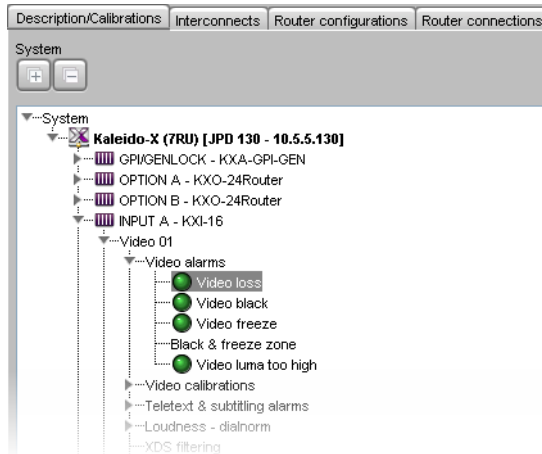 Description/Calibrations Interconnects Router configurations Router connections
System
System
Kaleido-X (7RU) [JPD 130 - 10.5.5.130]
GPI/GENLOCK - KXA-GPI-GEN
OPTION A - KXO-24Router
OPTION B - KXO-24Router
INPUT A - KXI-16
Video 01
Video alarms
Video loss
Video black
Video freeze
Black & freeze zone
Video luma too high
Video calibrations
Teletext & subtitling alarms
Loudness - dialnorm
XDS filtering